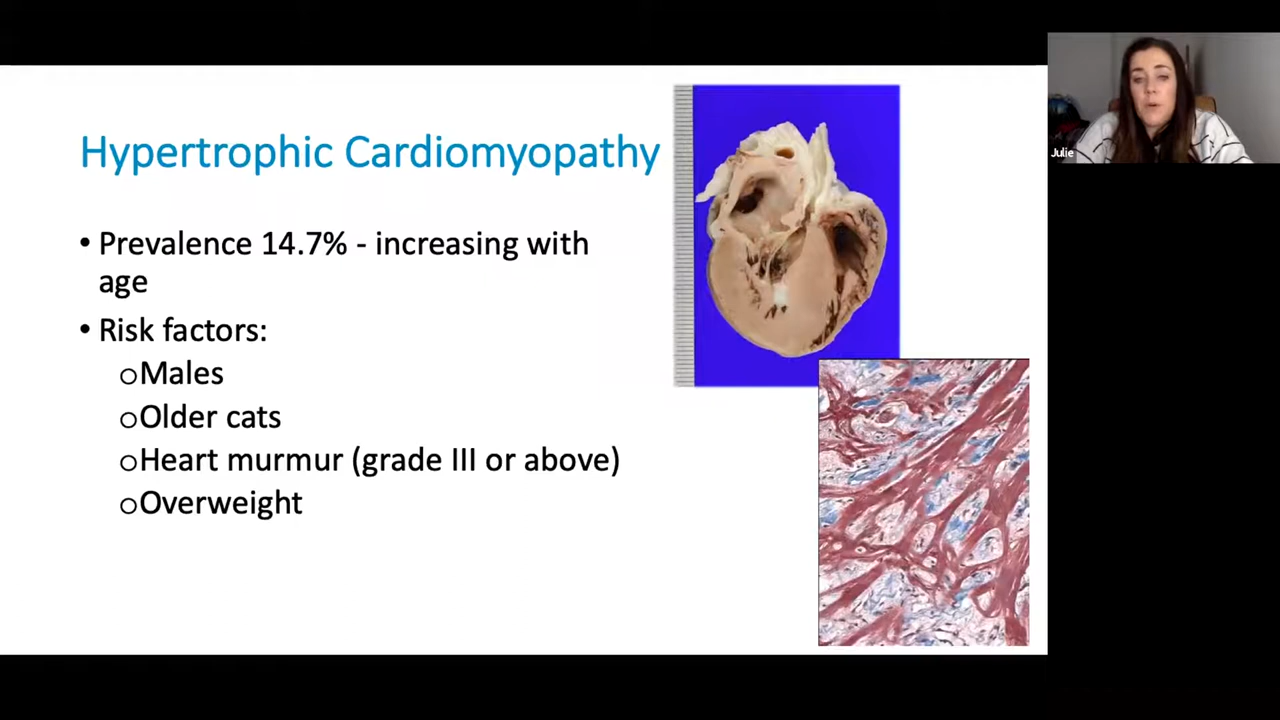 Hypertrophic Cardiomyopathy
• Prevalence 14.7% - increasing with
age
• Risk factors:
oMales
oOlder cats
oHeart murmur (grade III or above)
oOverweight
Julie